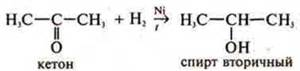 H₃C—C—CH₃ + H₂ Ni → t H₃C—CH—CH₃
O OH
кетон спирт вторичный